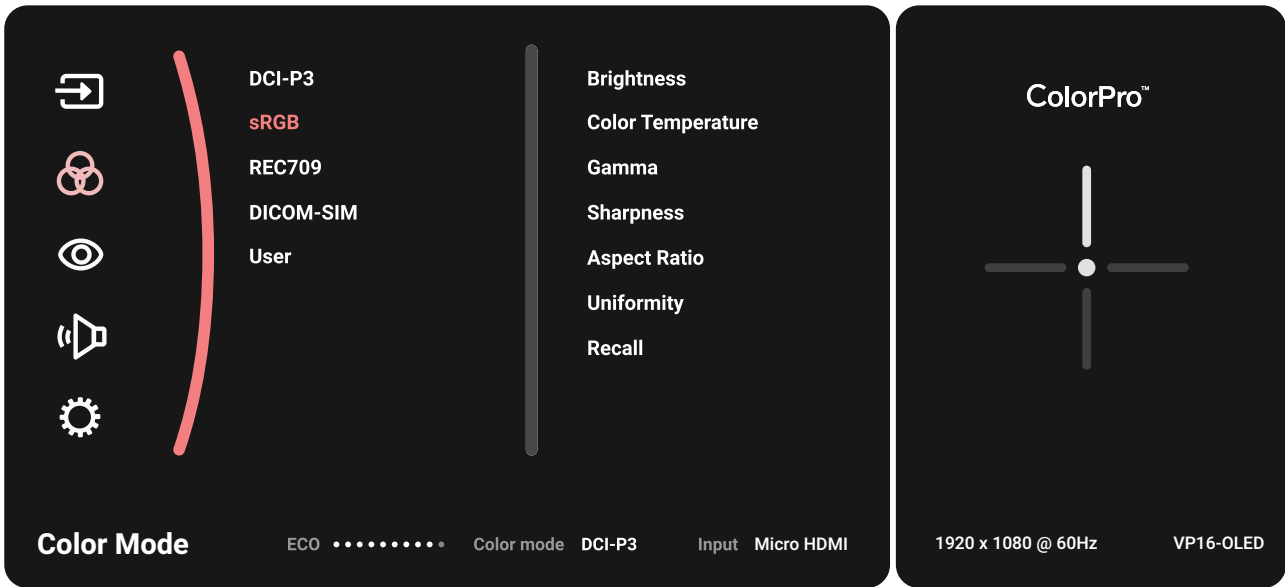 DCI-P3
sRGB
REC709
DICOM-SIM
User
Brightness
Color Temperature
Gamma
Sharpness
Aspect Ratio
Uniformity
Recall
Color Mode
ECO
Color mode DCI-P3
Input Micro HDMI
ColorPro™
1920 x 1080 @ 60Hz
VP16-OLED